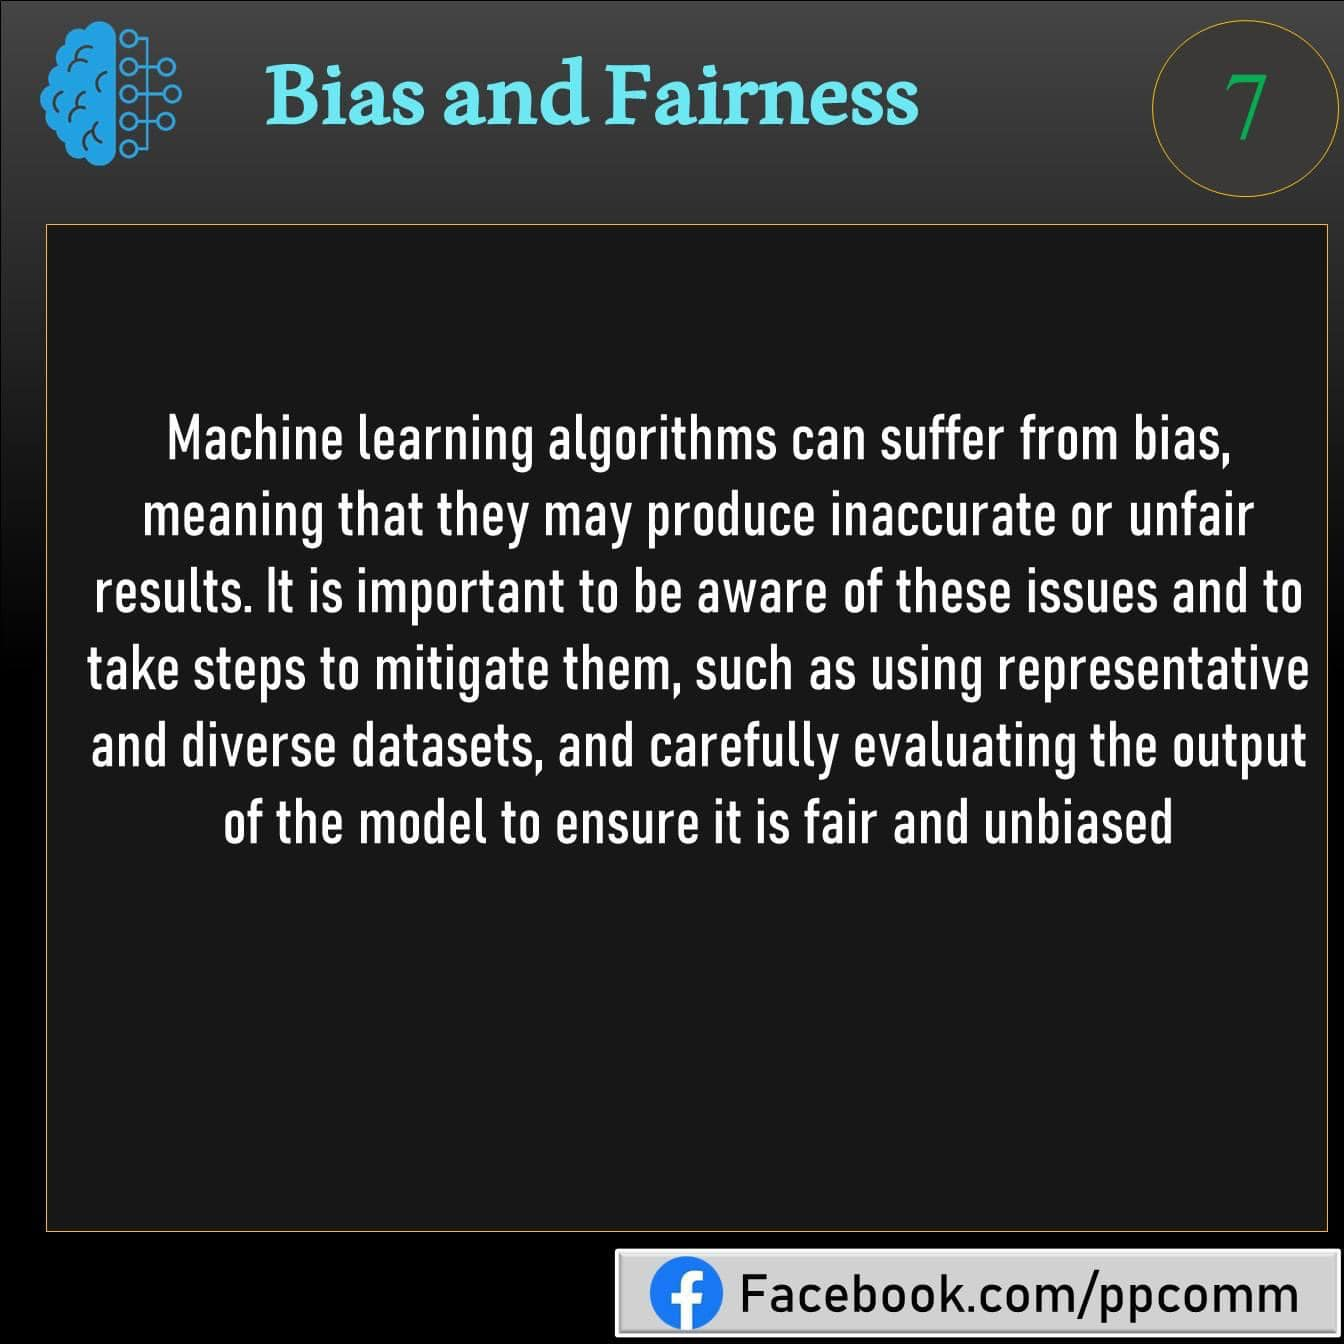 Bias and Fairness
7
Machine learning algorithms can suffer from bias,
meaning that they may produce inaccurate or unfair
results. It is important to be aware of these issues and to
take steps to mitigate them, such as using representative
and diverse datasets, and carefully evaluating the output
of the model to ensure it is fair and unbiased
Facebook.com/ppcomm